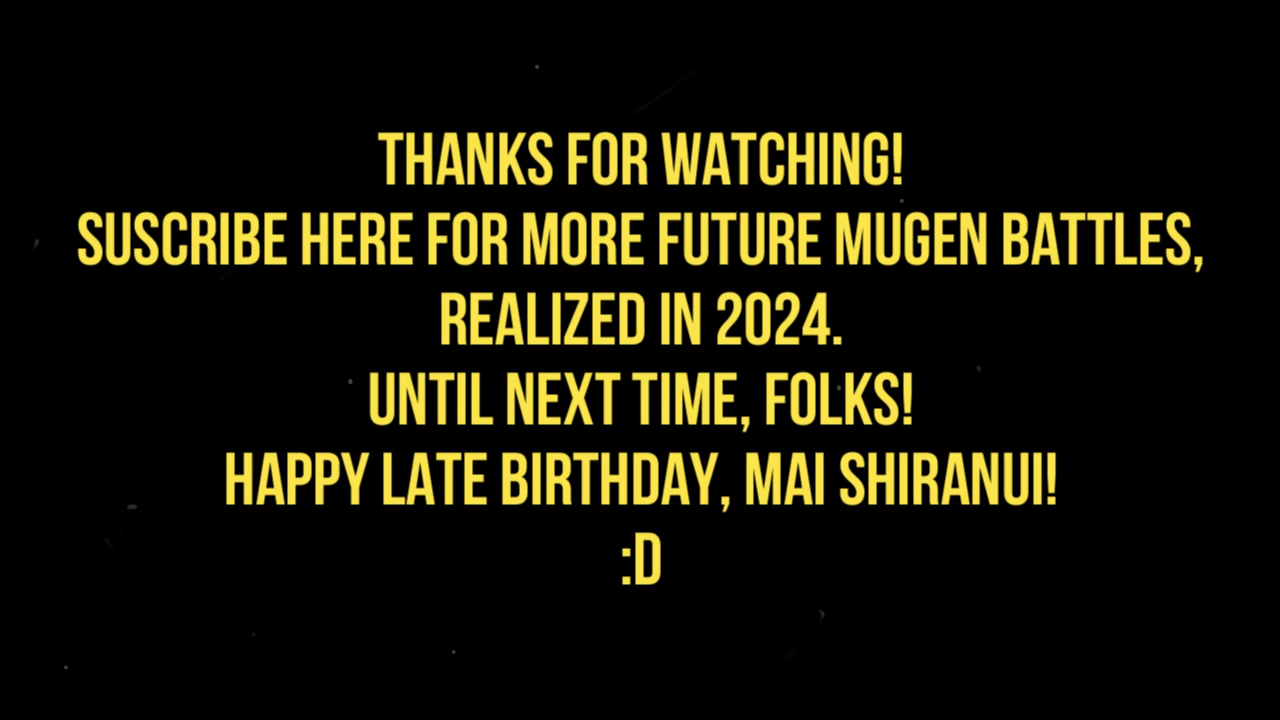 THANKS FOR WATCHING!
SUSCRIBE HERE FOR MORE FUTURE MUGEN BATTLES,
REALIZED IN 2024.
UNTIL NEXT TIME, FOLKS!
HAPPY LATE BIRTHDAY, MAI SHIRANUI!
:D